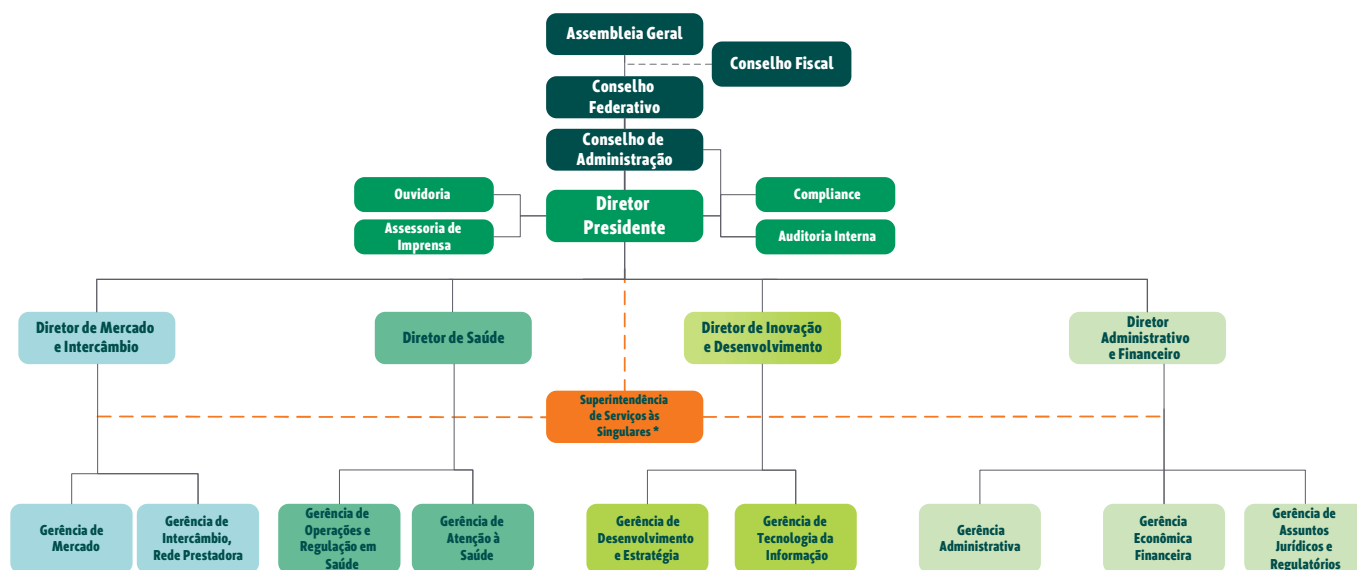 Assembleia Geral
Conselho Fiscal
Conselho
Federativo
Conselho de
Administração
Ouvidoria
Assessoria de
Imprensa
Diretor
Presidente
Compliance
Auditoria Interna
Diretor de Mercado
e Intercâmbio
Diretor de Saúde
Diretor de Inovação
e Desenvolvimento
Diretor
Administrativo
e Financeiro
Superintendência
de Serviços às
Singulares *
Gerência de
Mercado
Gerência de
Intercâmbio,
Rede Prestadora
Gerência de
Operações e
Regulação em
Saúde
Gerência de
Atenção à
Saúde
Gerência de
Desenvolvimento
e Estratégia
Gerência de
Tecnologia da
Informação
Gerência
Administrativa
Gerência
Econômica
Financeira
Gerência de
Assuntos
Jurídicos e
Regulatórios